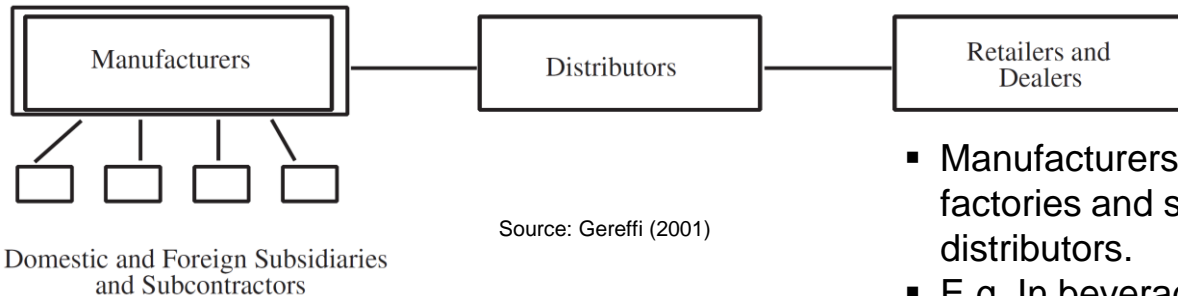 Manufacturers
Distributors
Retailers and
Dealers
Domestic and Foreign Subsidiaries
and Subcontractors
Source: Gereffi (2001)
▪ Manufacturers
factories and s
distributors.
▪ E.g. In beverag